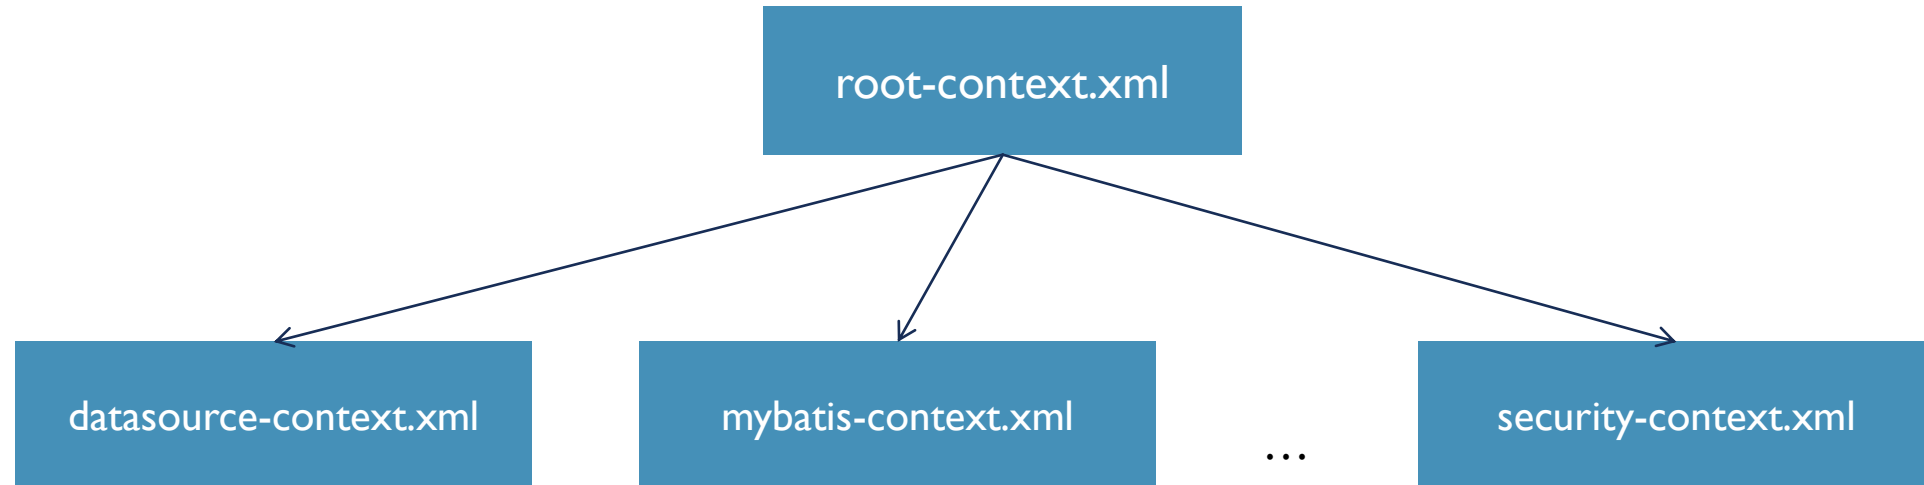 root-context.xml
datasource-context.xml
mybatis-context.xml
...
security-context.xml